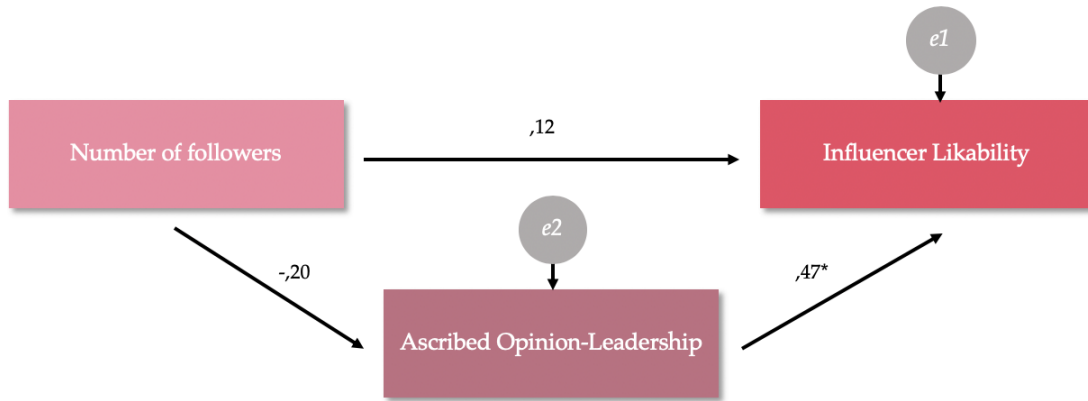 e1
Number of followers
,12
Influencer Likability
e2
-,20
,47*
Ascribed Opinion-Leadership